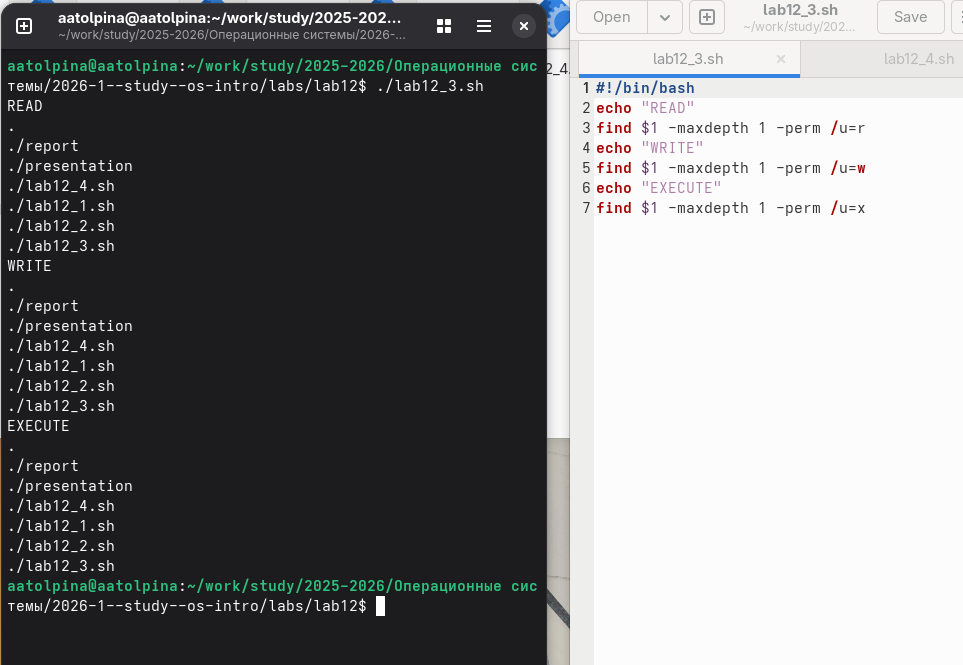 aatolpina@aatolpina:~/work/study/2025-202...
~/work/study/2025-2026/Операционные системы/2026-...
aatolpina@aatolpina:~/work/study/2025-2026/Операционные сис
темы/2026-1--study--os-intro/labs/lab12$ ./lab12_3.sh
READ
.
./report
./presentation
./lab12_4.sh
./lab12_1.sh
./lab12_2.sh
./lab12_3.sh
WRITE
.
./report
./presentation
./lab12_4.sh
./lab12_1.sh
./lab12_2.sh
./lab12_3.sh
EXECUTE
.
./report
./presentation
./lab12_4.sh
./lab12_1.sh
./lab12_2.sh
./lab12_3.sh
aatolpina@aatolpina:~/work/study/2025-2026/Операционные сис
темы/2026-1--study--os-intro/labs/lab12$
2_4.
Open
lab12_3.sh
~/work/study/202...
Save
lab12_3.sh
lab12_4.sh
1 #!/bin/bash
2 echo "READ"
3 find $1 -maxdepth 1 -perm /u=r
4 echo "WRITE"
5 find $1 -maxdepth 1 -perm /u=w
6 echo "EXECUTE"
7 find $1 -maxdepth 1 -perm /u=x